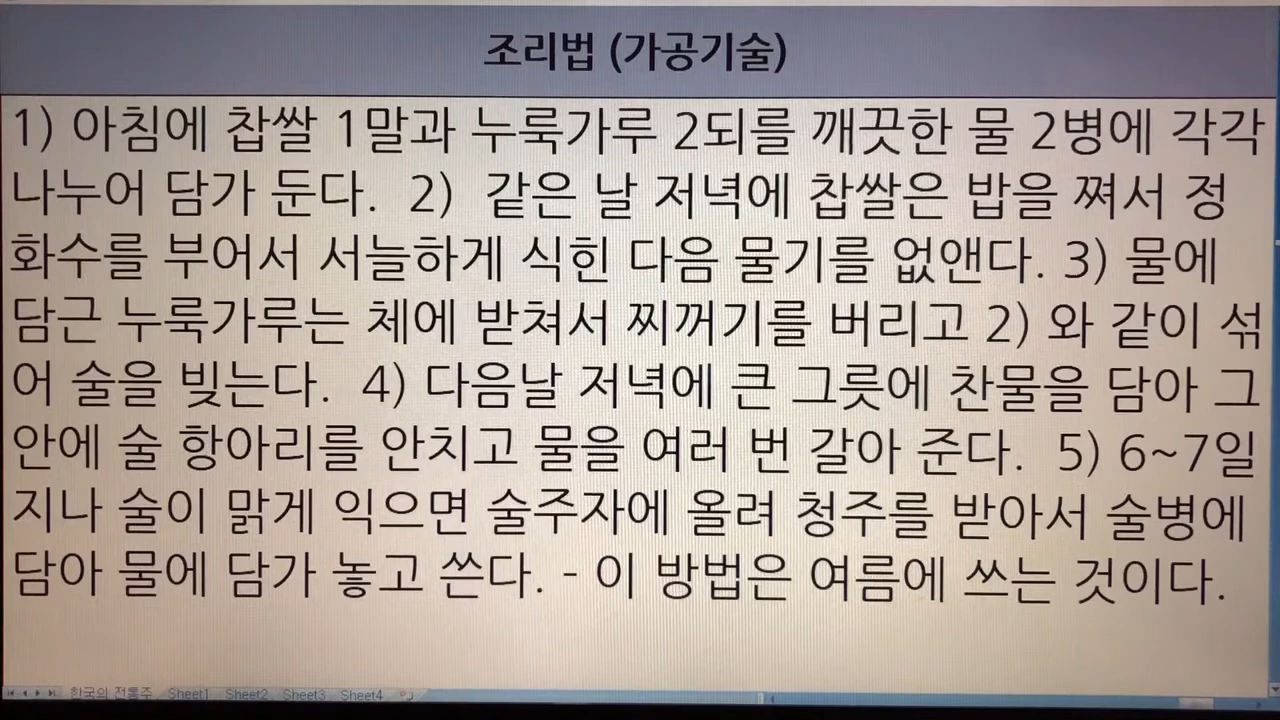 조리법 (가공기술)
1) 아침에 찹쌀 1말과 누룩가루 2되를 깨끗한 물 2병에 각각
나누어 담가 둔다.  2)  같은 날 저녁에 찹쌀은 밥을 쪄서 정
화수를 부어서 서늘하게 식힌 다음 물기를 없앤다. 3) 물에
담근 누룩가루는 체에 받쳐서 찌꺼기를 버리고 2) 와 같이 섞
어 술을 빚는다.  4) 다음날 저녁에 큰 그릇에 찬물을 담아 그
안에 술 항아리를 안치고 물을 여러 번 갈아 준다.  5) 6~7일
지나 술이 맑게 익으면 술주자에 올려 청주를 받아서 술병에
담아 물에 담가 놓고 쓴다. - 이 방법은 여름에 쓰는 것이다.
한국의 전통주 Sheet1 Sheet2 Sheet3 Sheet4